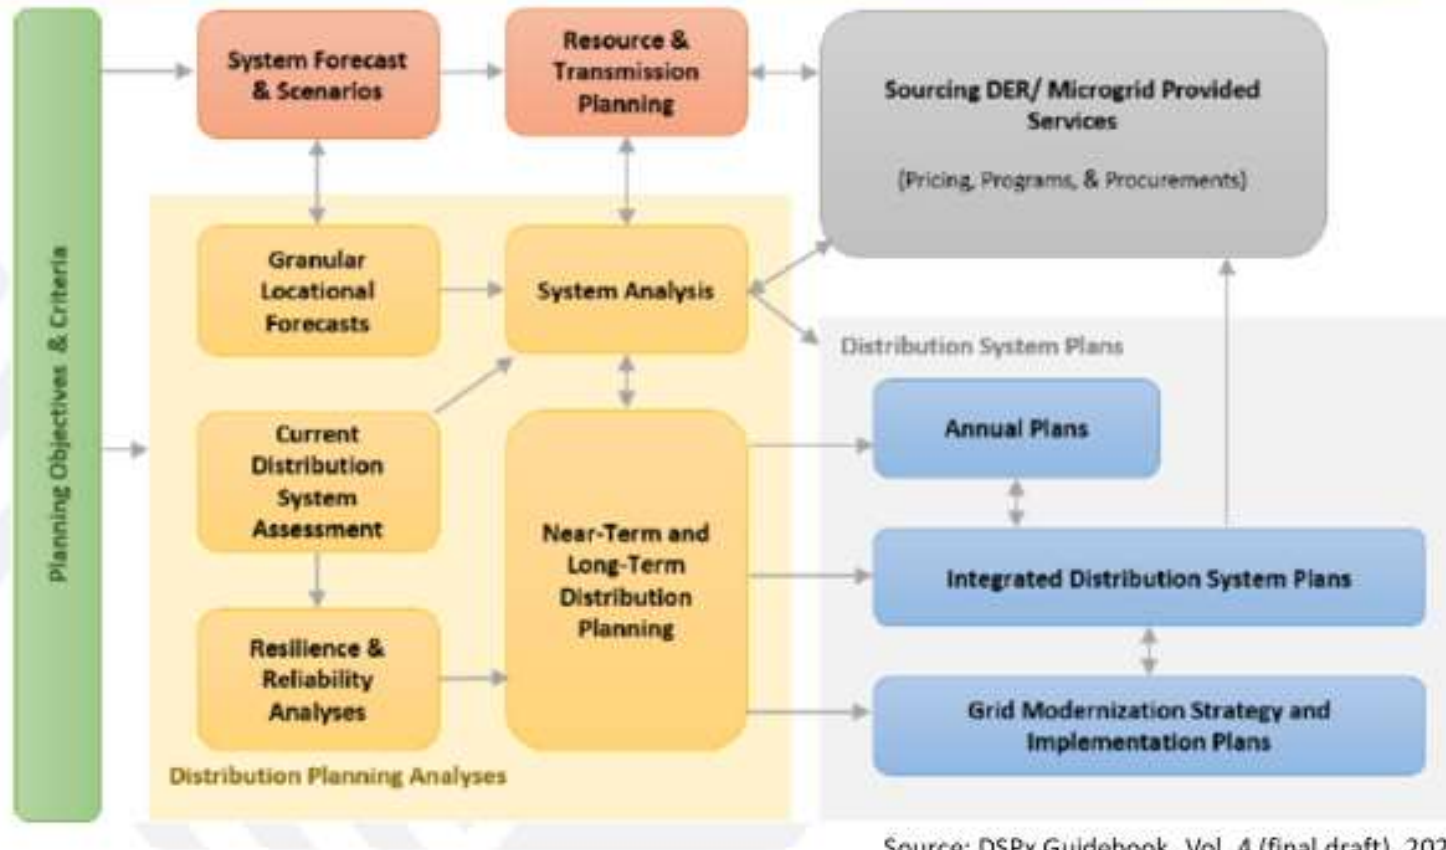 Planning Objectives & Criteria
System Forecast
& Scenarios
Resource &
Transmission
Planning
Sourcing DER/ Microgrid Provided
Services
(Pricing, Programs, & Procurements)
Granular
Locational
Forecasts
System Analysis
Distribution System Plans
Current
Distribution
System
Assessment
Annual Plans
Near-Term and
Long-Term
Distribution
Planning
Integrated Distribution System Plans
Resilience &
Reliability
Analyses
Grid Modernization Strategy and
Implementation Plans
Distribution Planning Analyses
Source: DSPx Guidebook, Vol. 4 (final draft), 202